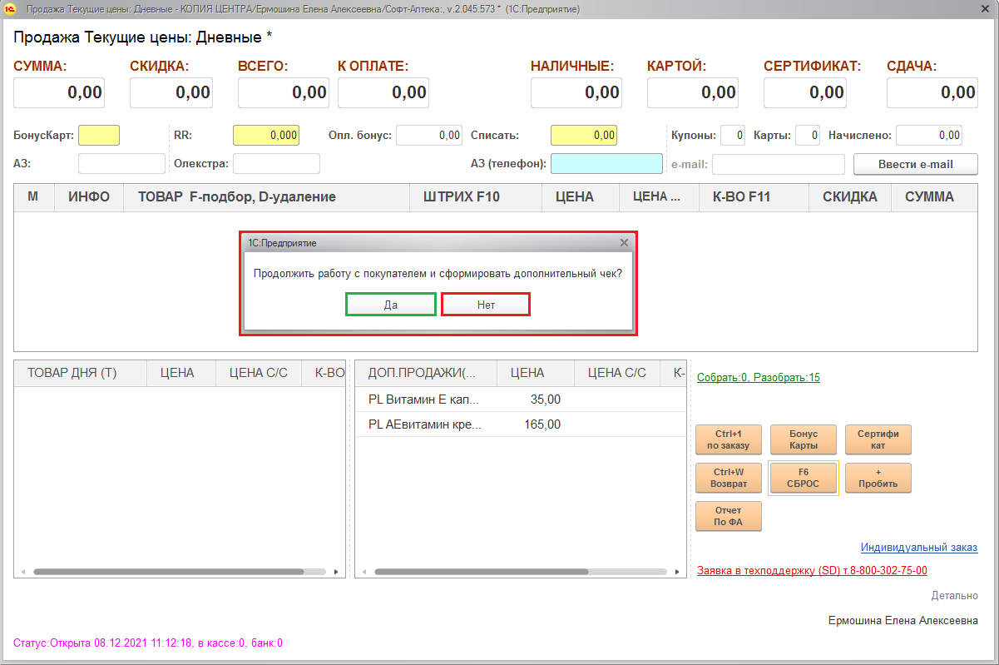 1С Продажа Текущие цены: Дневные - КОПИЯ ЦЕНТРА/Ермошина Елена Алексеевна/Софт-Аптека:, v.2.045.573 * (1С:Предприятие)
Продажа Текущие цены: Дневные *
СУММА: СКИДКА: ВСЕГО: К ОПЛАТЕ: НАЛИЧНЫЕ: КАРТОЙ: СЕРТИФИКАТ: СДАЧА:
0,00 0,00 0,00 0,00 0,00 0,00 0,00 0,00
БонусКарт: RR: 0,000 Опл. бонус: 0,00 Списать: 0,00 Купоны: 0 Карты: 0 Начислено: 0,00
АЗ: Олекстра: АЗ (телефон): e-mail: Ввести e-mail
М ИНФО ТОВАР F-подбор, D-удаление ШТРИХ F10 ЦЕНА ЦЕНА ... К-ВО F11 СКИДКА СУММА
1С:Предприятие
Продолжить работу с покупателем и сформировать дополнительный чек?
Да Нет
ТОВАР ДНЯ (Т) ЦЕНА ЦЕНА С/С К-ВО ДОП.ПРОДАЖИ(... ЦЕНА ЦЕНА С/С К-
PL Витамин Е кап... 35,00
PL АЕвитамин кре... 165,00
Собрать:0, Разобрать:15
Ctrl+1 Бонус Сертифи
по заказу Карты кат
Ctrl+W F6 +
Возврат СБРОС Пробить
Отчет
По ФА
Индивидуальный заказ
Заявка в техподдержку (SD) т.8-800-302-75-00
Детально
Ермошина Елена Алексеевна
Статус:Открыта 08.12.2021 11:12:18, в кассе:0, банк:0